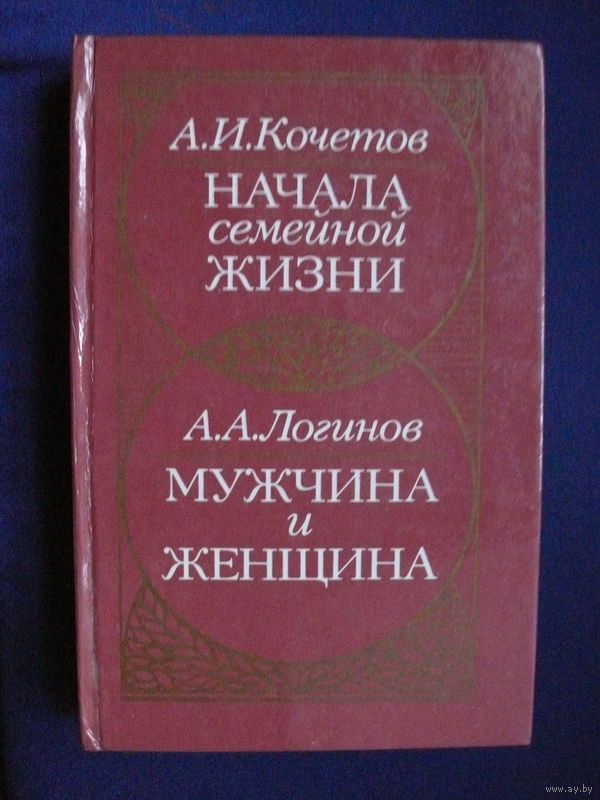 А.И.Кочетов
НАЧАЛА
семейной
ЖИЗНИ
А.А.Логинов
МУЖЧИНА
и
ЖЕНЩИНА
www.ay.by